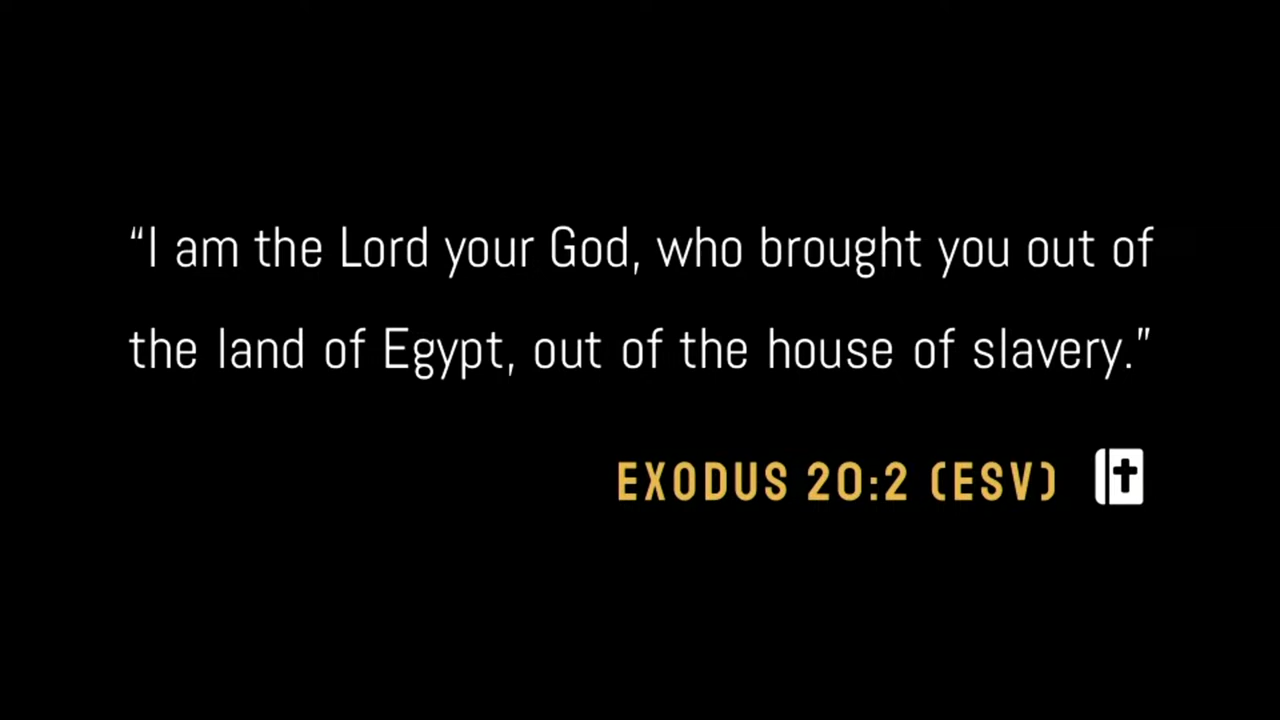 “I am the Lord your God, who brought you out of
the land of Egypt, out of the house of slavery.”
EXODUS 20:2 (ESV)